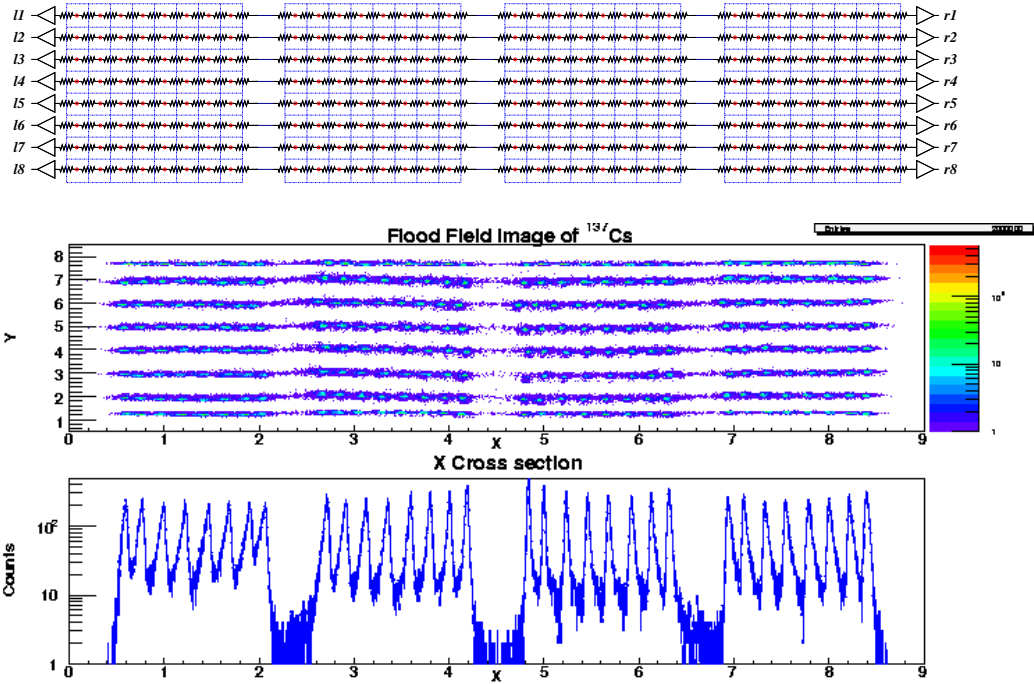 l1 r1
l2 r2
l3 r3
l4 r4
l5 r5
l6 r6
l7 r7
l8 r8
Flood Field Image of 137Cs
Entries
8
7
6
5
4
3
2
1
Y
0 1 2 3 4 5 6 7 8 9
X
10
1
X Cross section
10²
10
1
Counts
0 1 2 3 4 5 6 7 8 9
X